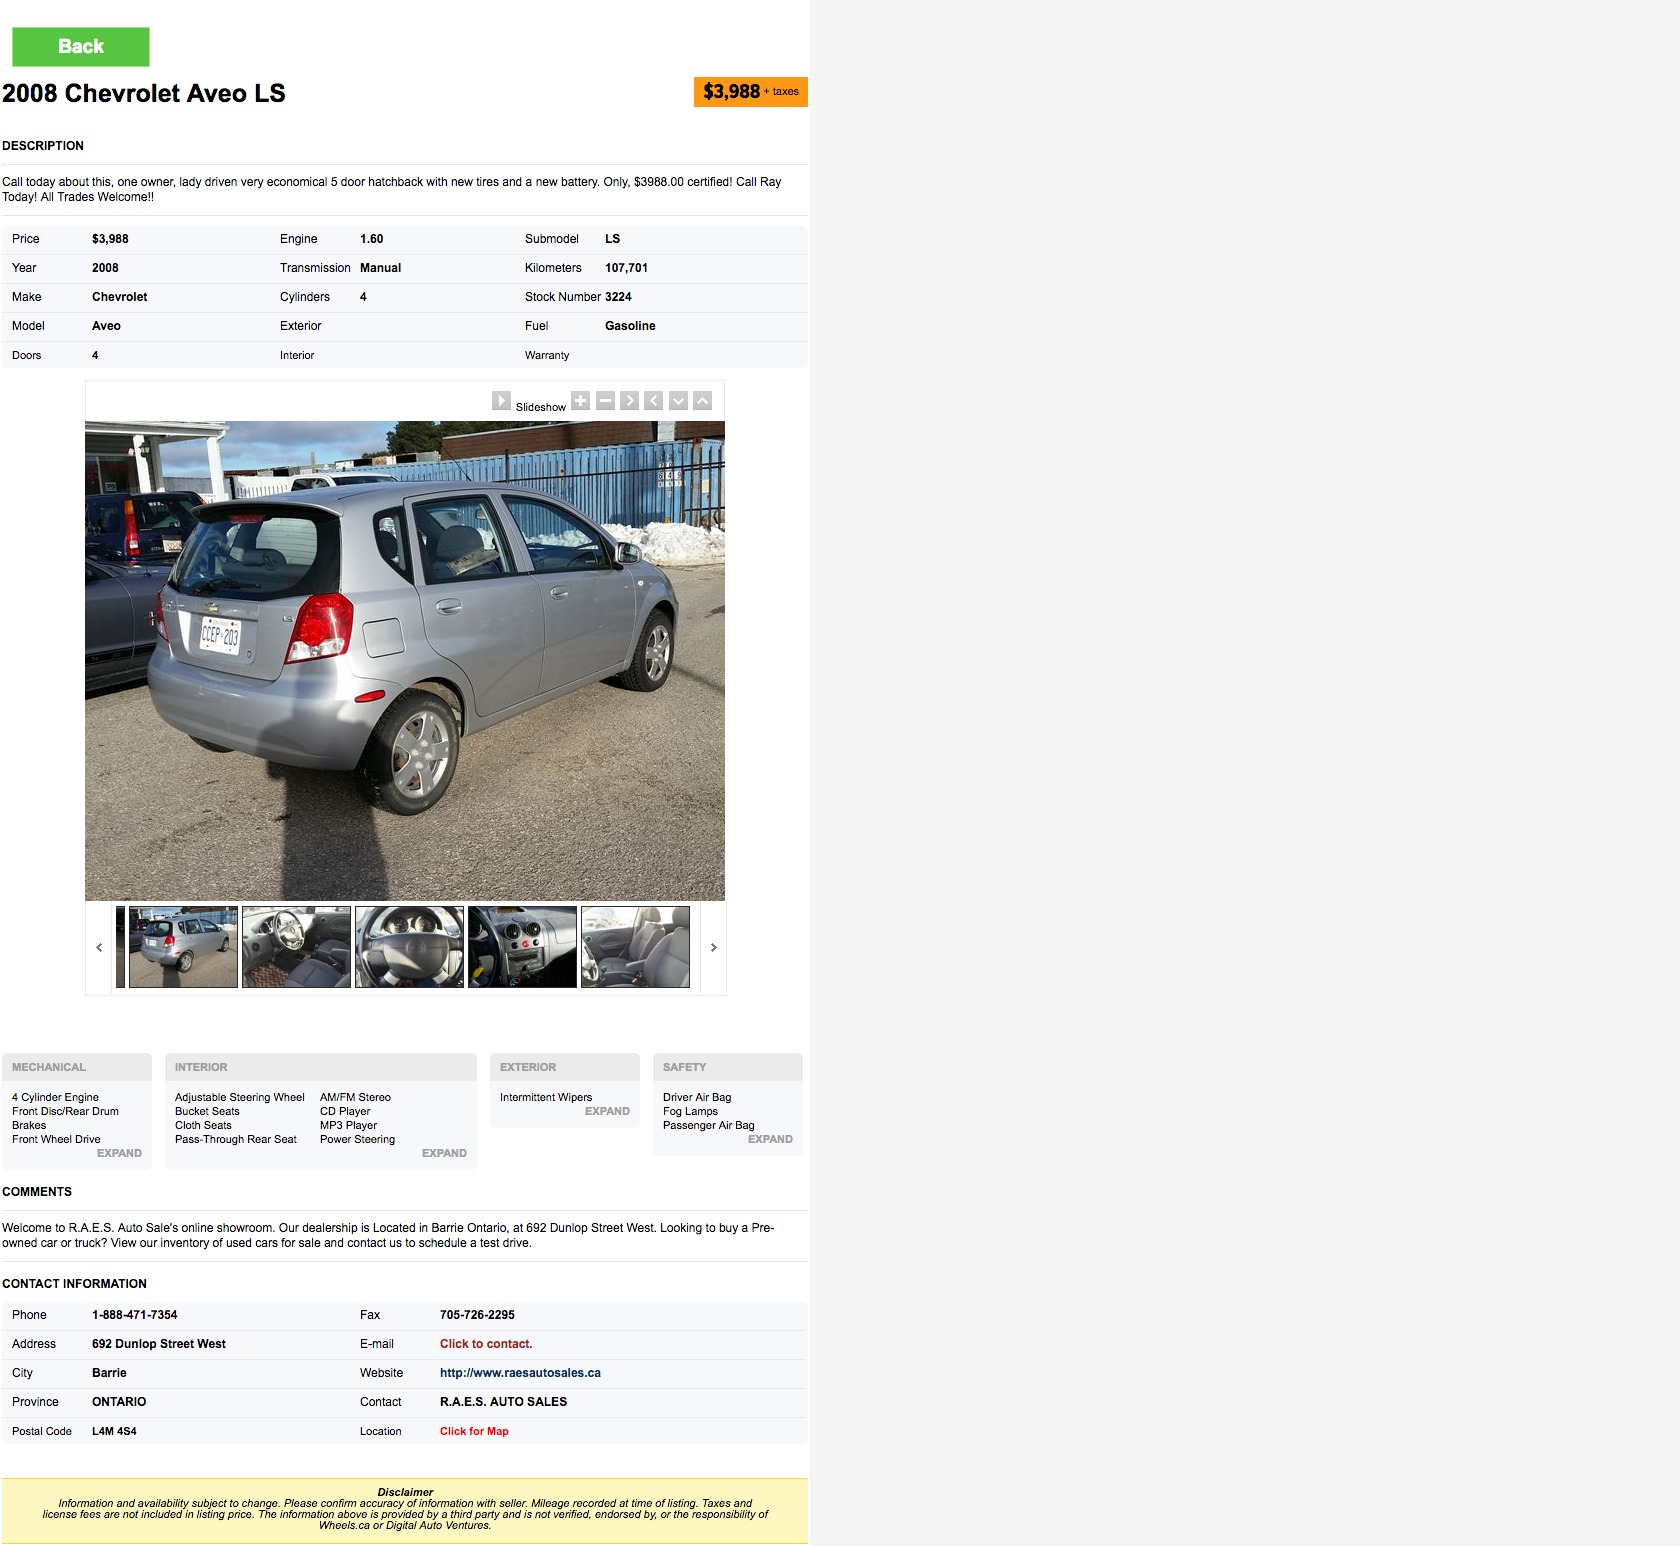 Back
2008 Chevrolet Aveo LS
$3,988 + taxes
DESCRIPTION
Call today about this, one owner, lady driven very economical 5 door hatchback with new tires and a new battery. Only, $3988.00 certified! Call Ray
Today! All Trades Welcome!!
Price $3,988 Engine 1.60 Submodel LS
Year 2008 Transmission Manual Kilometers 107,701
Make Chevrolet Cylinders 4 Stock Number 3224
Model Aveo Exterior Fuel Gasoline
Doors 4 Interior Warranty
Slideshow
CCEP 203
MECHANICAL
4 Cylinder Engine
Front Disc/Rear Drum
Brakes
Front Wheel Drive
EXPAND
INTERIOR
Adjustable Steering Wheel AM/FM Stereo
Bucket Seats CD Player
Cloth Seats MP3 Player
Pass-Through Rear Seat Power Steering
EXPAND
EXTERIOR
Intermittent Wipers
EXPAND
SAFETY
Driver Air Bag
Fog Lamps
Passenger Air Bag
EXPAND
COMMENTS
Welcome to R.A.E.S. Auto Sale's online showroom. Our dealership is Located in Barrie Ontario, at 692 Dunlop Street West. Looking to buy a Pre-
owned car or truck? View our inventory of used cars for sale and contact us to schedule a test drive.
CONTACT INFORMATION
Phone 1-888-471-7354 Fax 705-726-2295
Address 692 Dunlop Street West E-mail Click to contact.
City Barrie Website http://www.raesautosales.ca
Province ONTARIO Contact R.A.E.S. AUTO SALES
Postal Code L4M 4S4 Location Click for Map
Disclaimer
Information and availability subject to change. Please confirm accuracy of information with seller. Mileage recorded at time of listing. Taxes and
license fees are not included in listing price. The information above is provided by a third party and is not verified, endorsed by, or the responsibility of
Wheels.ca or Digital Auto Ventures.